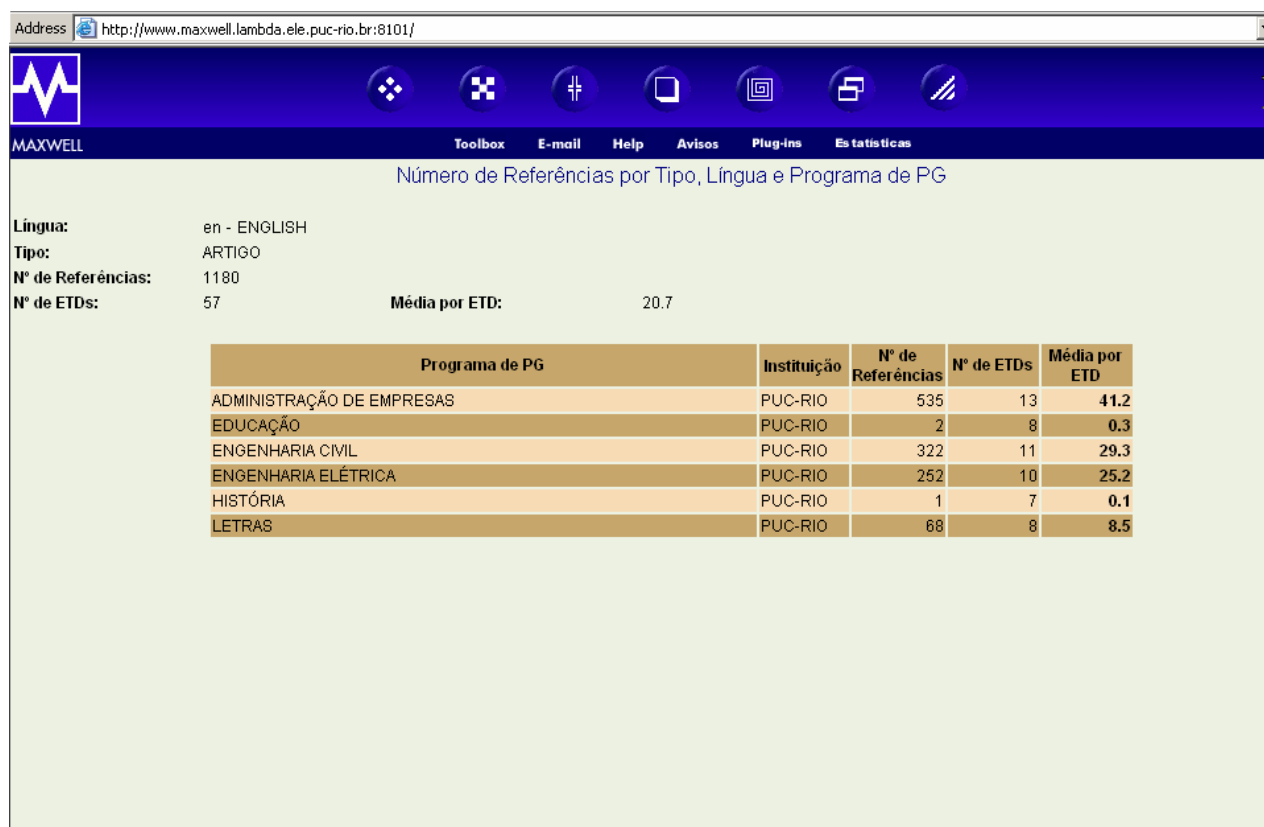 Address http://www.maxwell.lambda.ele.puc-rio.br:8101/
MAXWELL Toolbox E-mail Help Avisos Plug-ins Estatísticas
Número de Referências por Tipo, Língua e Programa de PG
Língua: en - ENGLISH
Tipo: ARTIGO
Nº de Referências: 1180
Nº de ETDs: 57 Média por ETD: 20.7
Programa de PG Instituição Nº de Referências Nº de ETDs Média por ETD
ADMINISTRAÇÃO DE EMPRESAS PUC-RIO 535 13 41.2
EDUCAÇÃO PUC-RIO 2 8 0.3
ENGENHARIA CIVIL PUC-RIO 322 11 29.3
ENGENHARIA ELÉTRICA PUC-RIO 252 10 25.2
HISTÓRIA PUC-RIO 1 7 0.1
LETRAS PUC-RIO 68 8 8.5